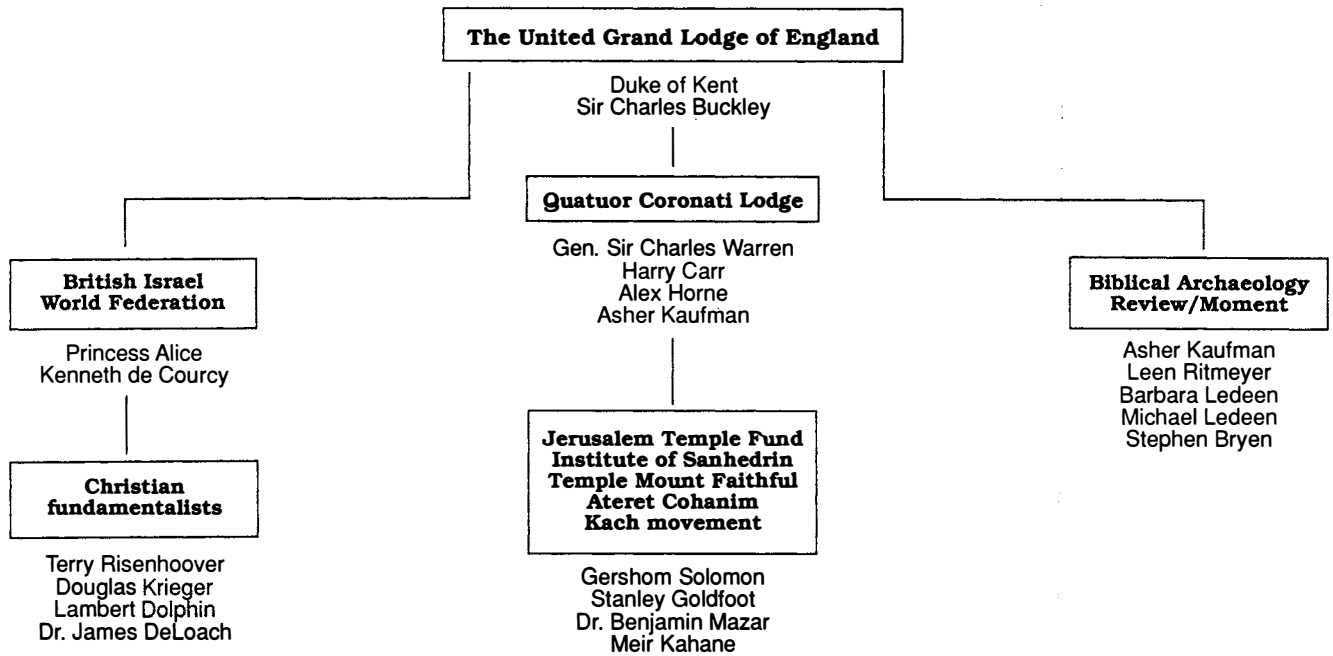 The United Grand Lodge of England
Duke of Kent
Sir Charles Buckley
Quatuor Coronati Lodge
Gen. Sir Charles Warren
Harry Carr
Alex Horne
Asher Kaufman
British Israel
World Federation
Princess Alice
Kenneth de Courcy
Biblical Archaeology
Review/Moment
Asher Kaufman
Leen Ritmeyer
Barbara Ledeen
Michael Ledeen
Stephen Bryen
Christian
fundamentalists
Terry Risenhoover
Douglas Krieger
Lambert Dolphin
Dr. James DeLoach
Jerusalem Temple Fund
Institute of Sanhedrin
Temple Mount Faithful
Ateret Cohanim
Kach movement
Gershom Solomon
Stanley Goldfoot
Dr. Benjamin Mazar
Meir Kahane